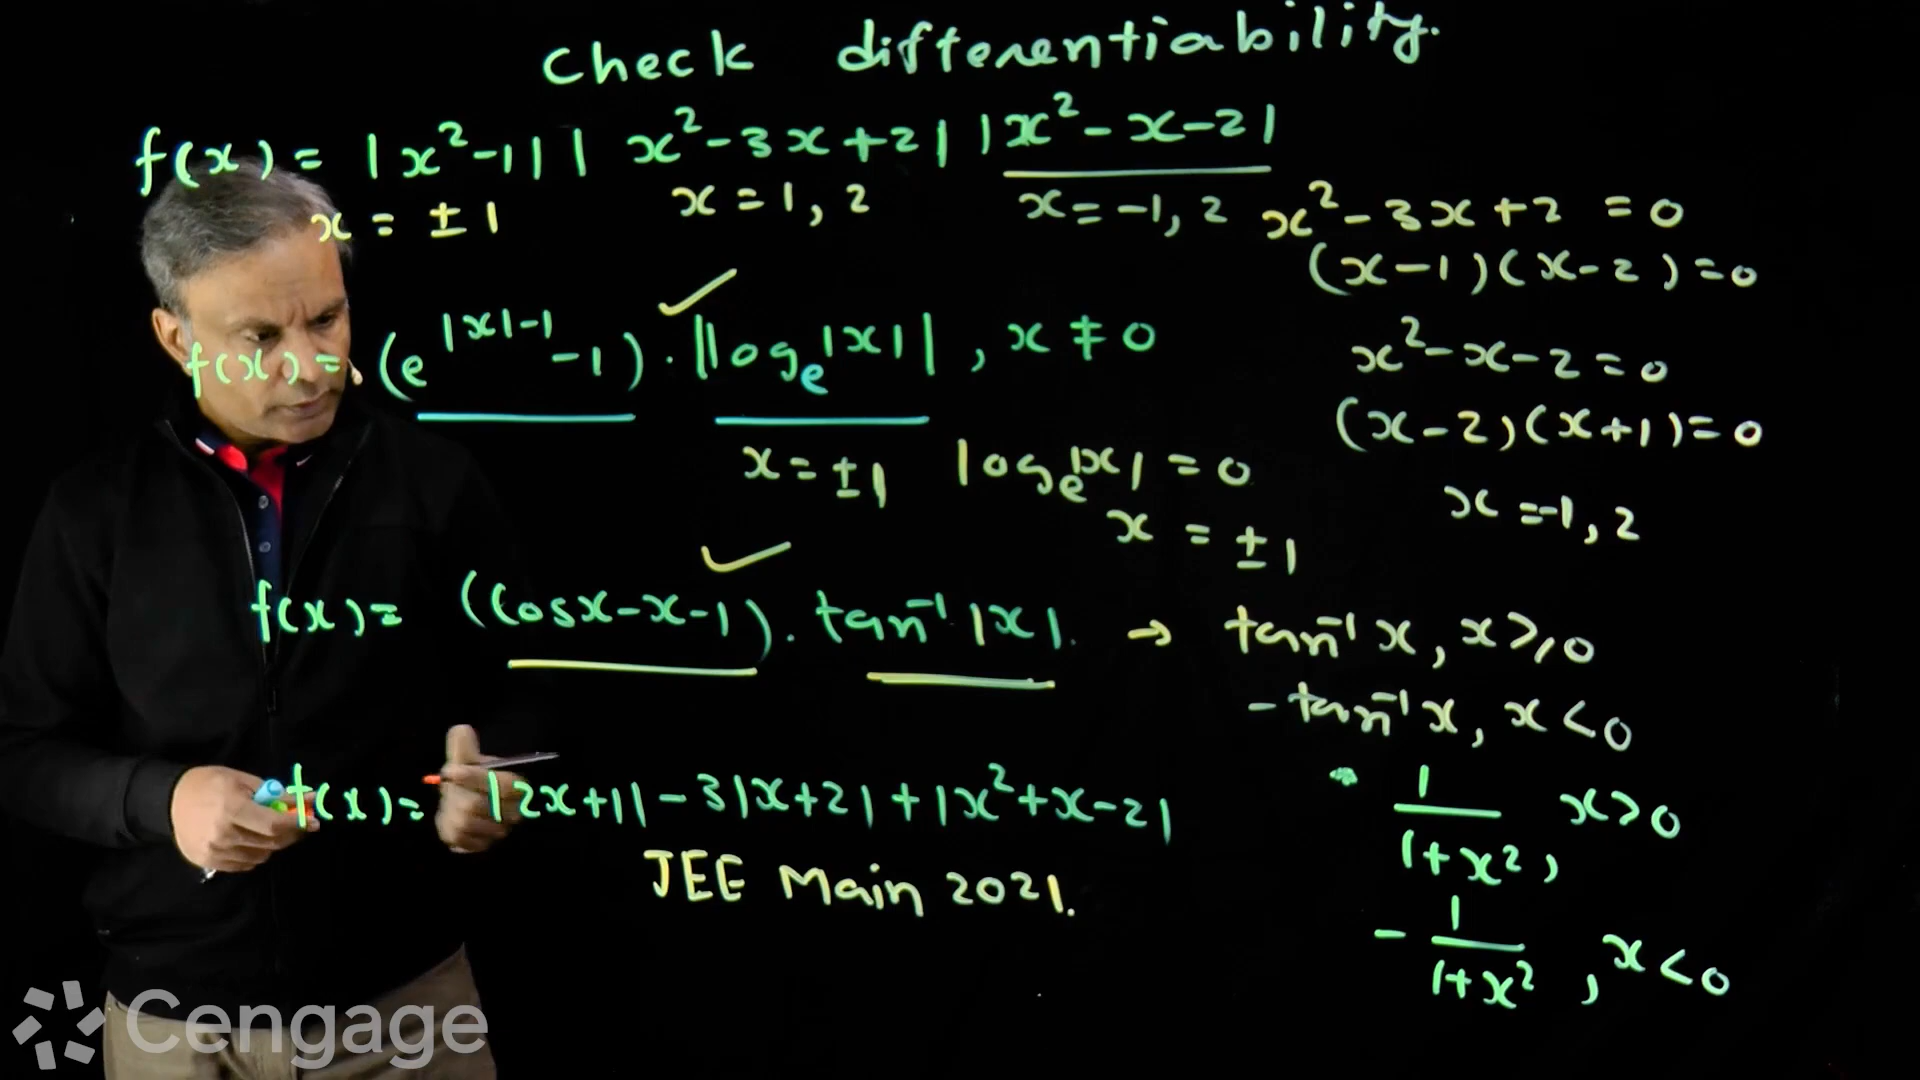 Check differentiability.
f(x) = |x²-1| |x²-3x+2| |x²-x-2|
x = ±1 x = 1, 2 x = -1, 2
x²-3x+2 = 0
(x-1)(x-2) = 0
f(x) = (e^{|x|-1} -1) · |logₑ|x||, x ≠ 0
x²-x-2 = 0
(x-2)(x+1) = 0
x = ±1 logₑ|x| = 0
x = ±1
x = -1, 2
f(x) = (cosx-x-1) · tan⁻¹|x|. → tan⁻¹x, x ≥ 0
-tan⁻¹x, x < 0
f(x) = |2x+1| -3|x+2| + |x²+x-2|
JEE Main 2021.
1/(1+x²), x > 0
-1/(1+x²), x < 0
Cengage